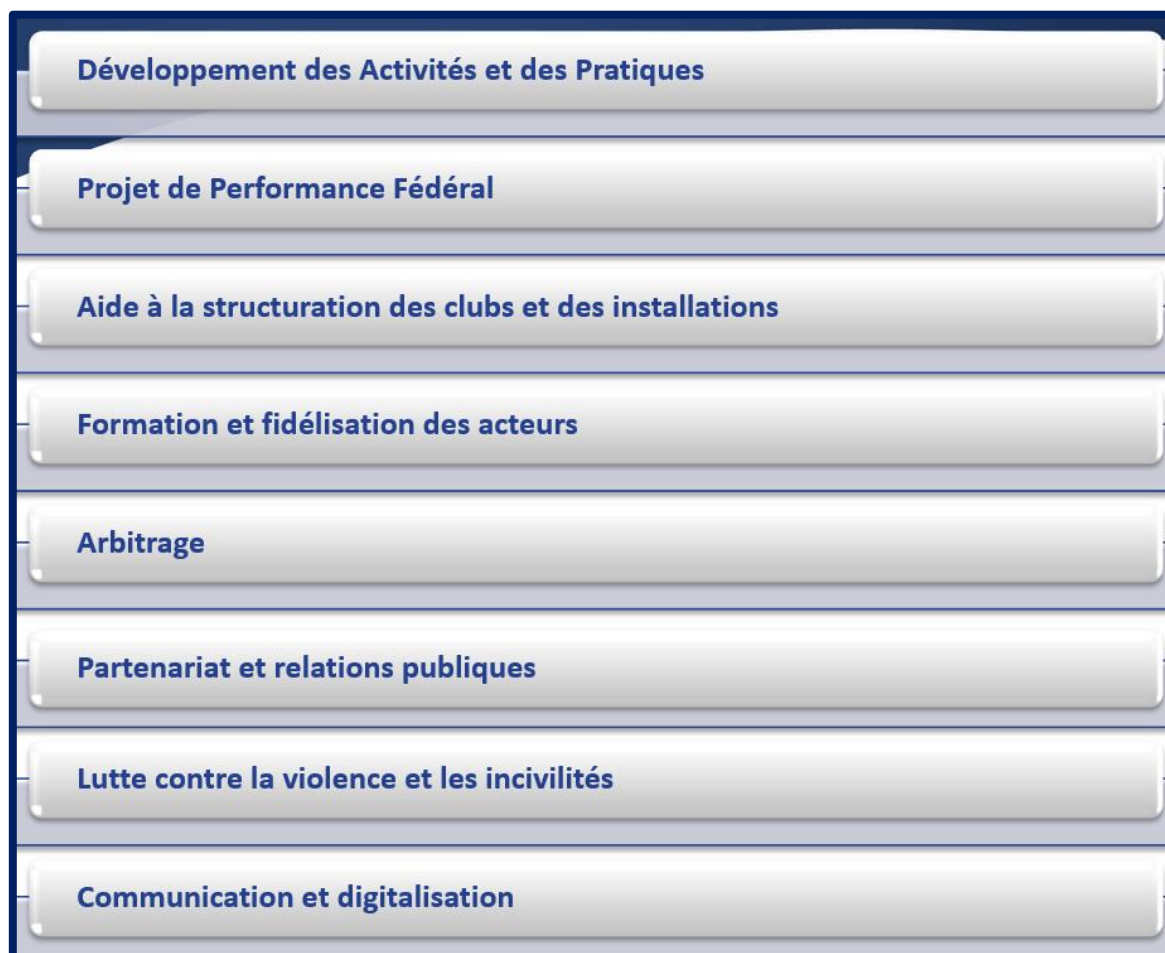 Développement des Activités et des Pratiques
Projet de Performance Fédéral
Aide à la structuration des clubs et des installations
Formation et fidélisation des acteurs
Arbitrage
Partenariat et relations publiques
Lutte contre la violence et les incivilités
Communication et digitalisation